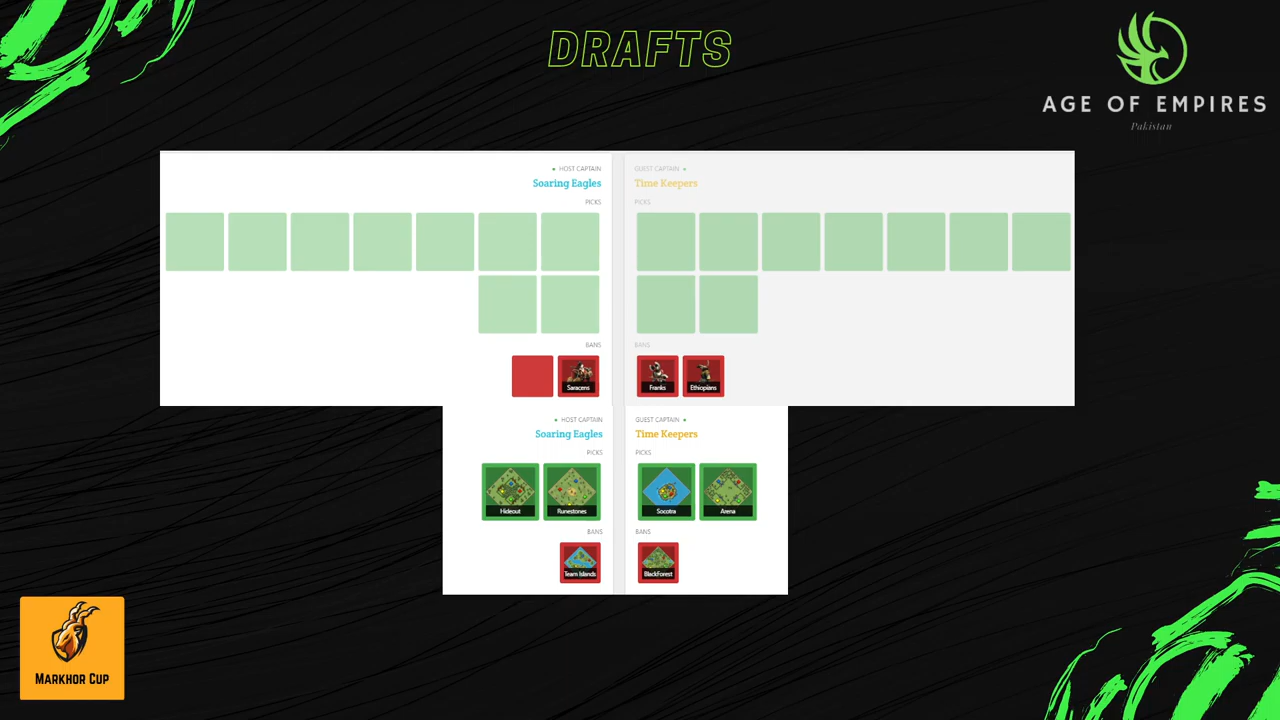 DRAFTS
AGE OF EMPIRES
Pakistan
HOST CAPTAIN
Soaring Eagles
PICKS
GUEST CAPTAIN
Time Keepers
PICKS
BANS
Saracens
BANS
Franks
Ethiopians
HOST CAPTAIN
Soaring Eagles
PICKS
Hideout
Runestones
BANS
Team Islands
GUEST CAPTAIN
Time Keepers
PICKS
Socotra
Arena
BANS
BlackForest
MARKHOR CUP